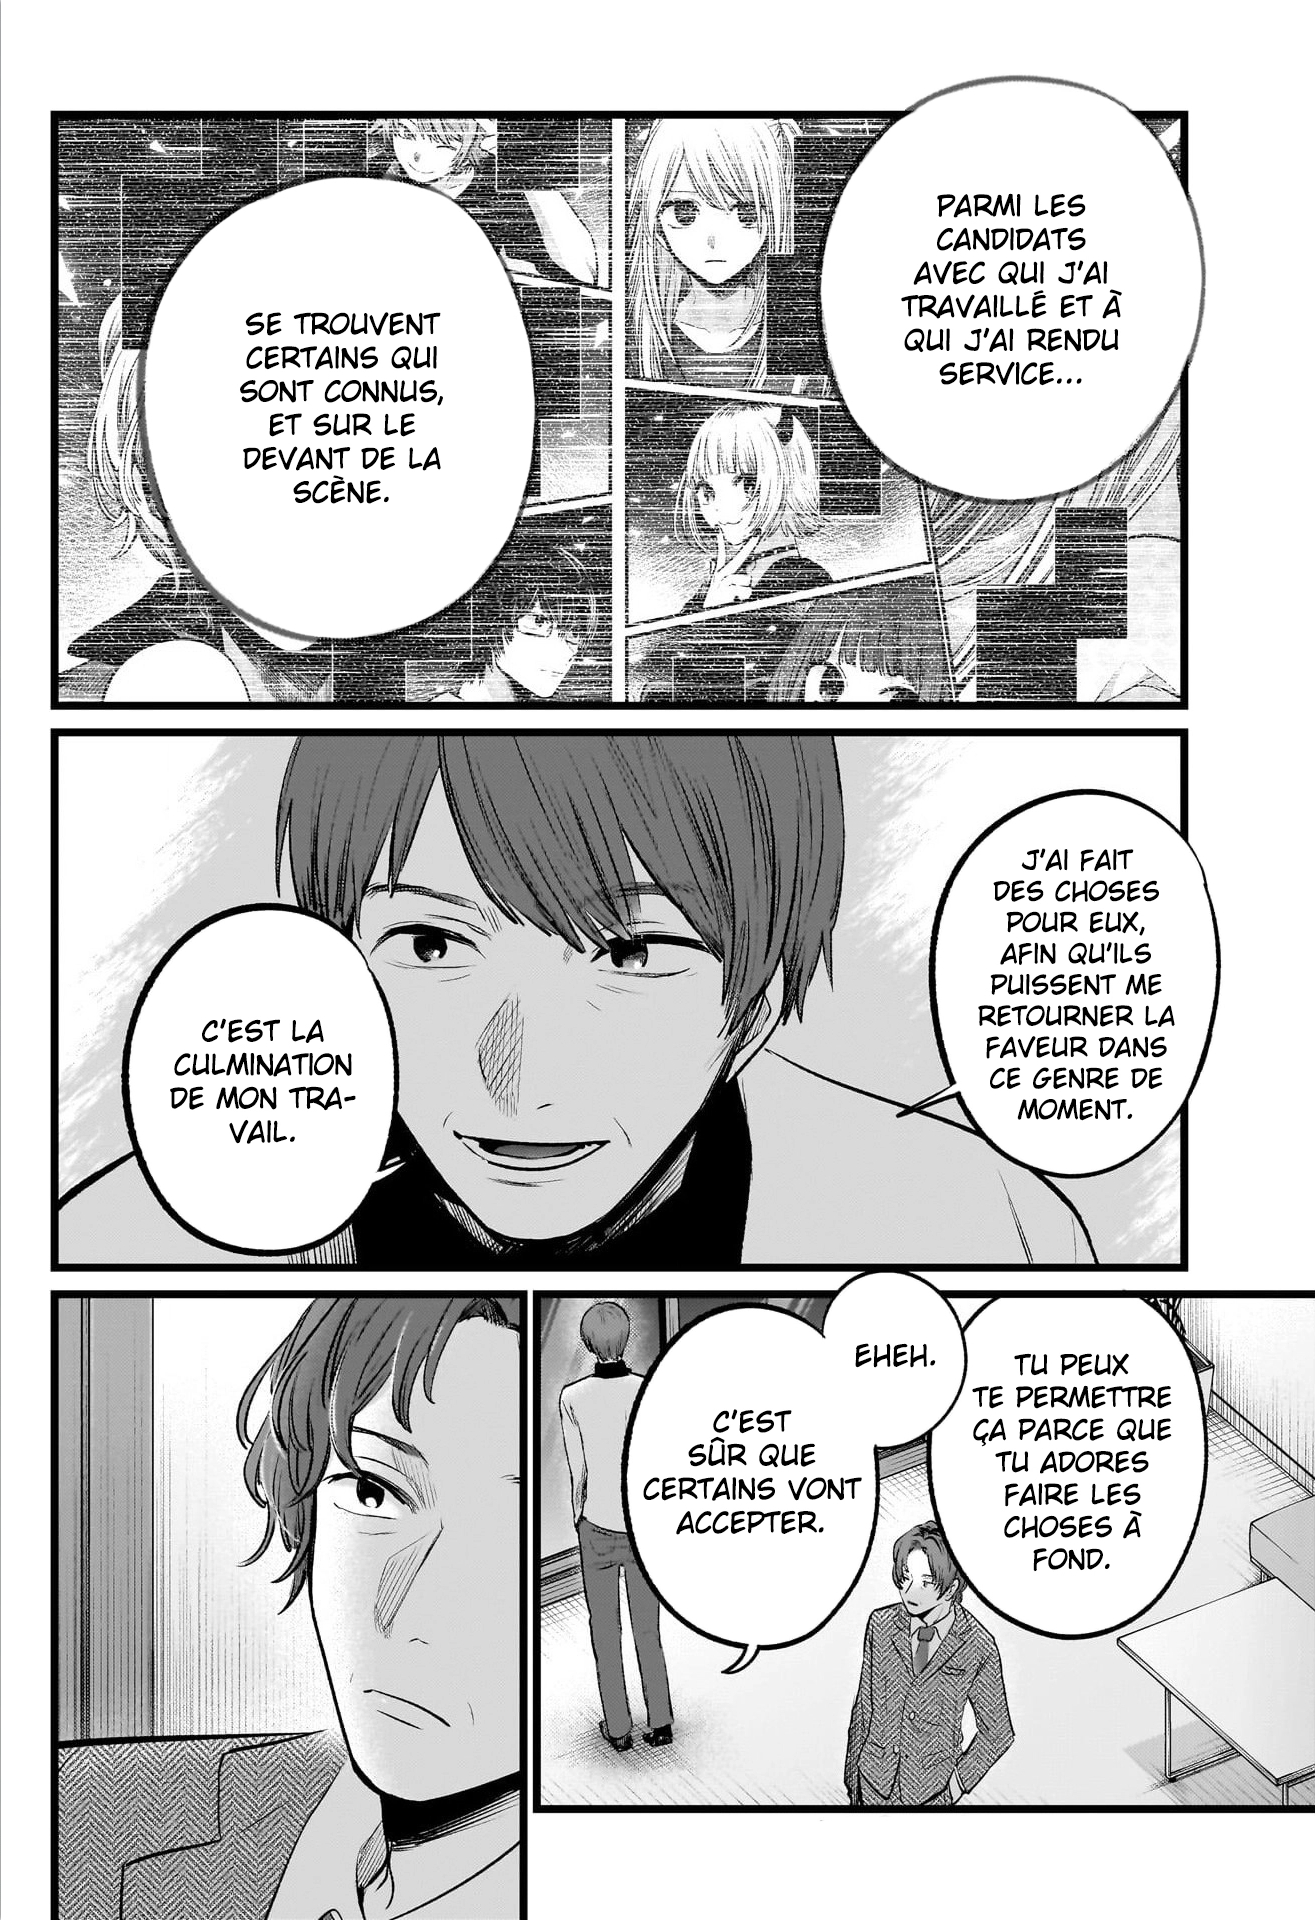 PARMI LES
CANDIDATS
AVEC QUI J'AI
TRAVAILLÉ ET À
QUI J'AI RENDU
SERVICE...
SE TROUVENT
CERTAINS QUI
SONT CONNUS,
ET SUR LE
DEVANT DE LA
SCÈNE.
J'AI FAIT
DES CHOSES
POUR EUX,
AFIN QU'ILS
PUISSENT ME
RETOURNER LA
FAVEUR DANS
CE GENRE DE
MOMENT.
C'EST LA
CULMINATION
DE MON TRA-
VAIL.
TU PEUX
TE PERMETTRE
ÇA PARCE QUE
TU ADORES
FAIRE LES
CHOSES À
FOND.
EHEH.
C'EST
SÛR QUE
CERTAINS VONT
ACCEPTER.